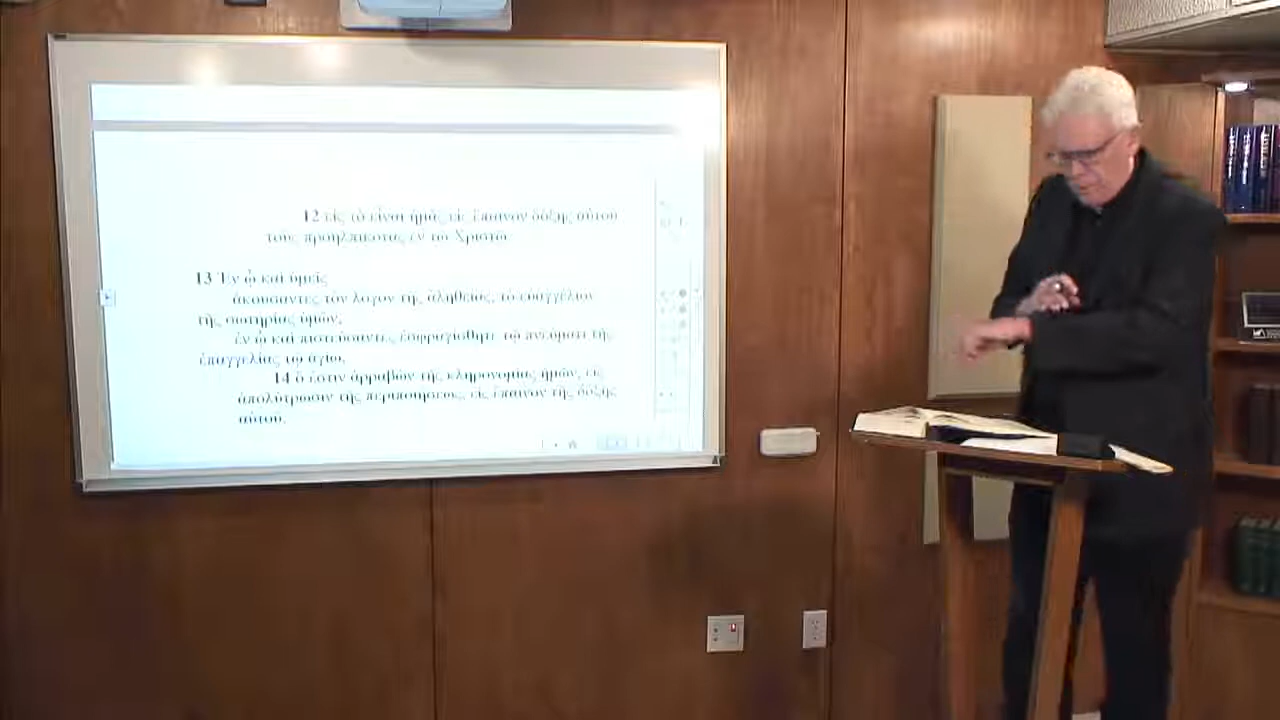 12 εἰς τὸ εἶναι ἡμᾶς εἰς ἔπαινον δόξης αὐτοῦ
τοὺς προηλπικότας ἐν τῷ Χριστῷ.
13 Ἐν ᾧ καὶ ὑμεῖς
ἀκούσαντες τὸν λόγον τῆς ἀληθείας, τὸ εὐαγγέλιον
τῆς σωτηρίας ὑμῶν,
ἐν ᾧ καὶ πιστεύσαντες ἐσφραγίσθητε τῷ πνεύματι τῆς
ἐπαγγελίας τῷ ἁγίῳ,
14 ὅ ἐστιν ἀρραβὼν τῆς κληρονομίας ἡμῶν, εἰς
ἀπολύτρωσιν τῆς περιποιήσεως, εἰς ἔπαινον τῆς δόξης
αὐτοῦ.